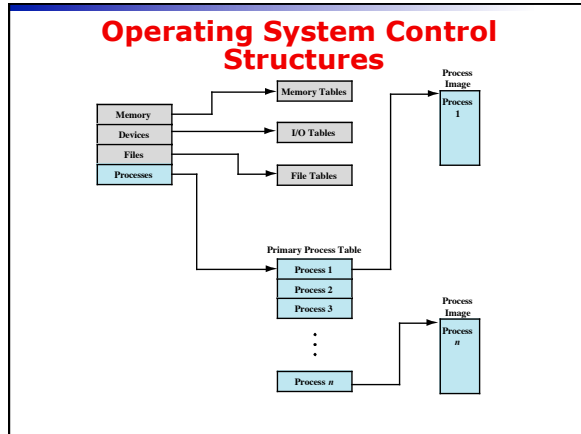 Operating System Control
Structures
Memory
Devices
Files
Processes
Memory Tables
I/O Tables
File Tables
Primary Process Table
Process 1
Process 2
Process 3
Process n
Process
Image
Process
1
Process
Image
Process
n